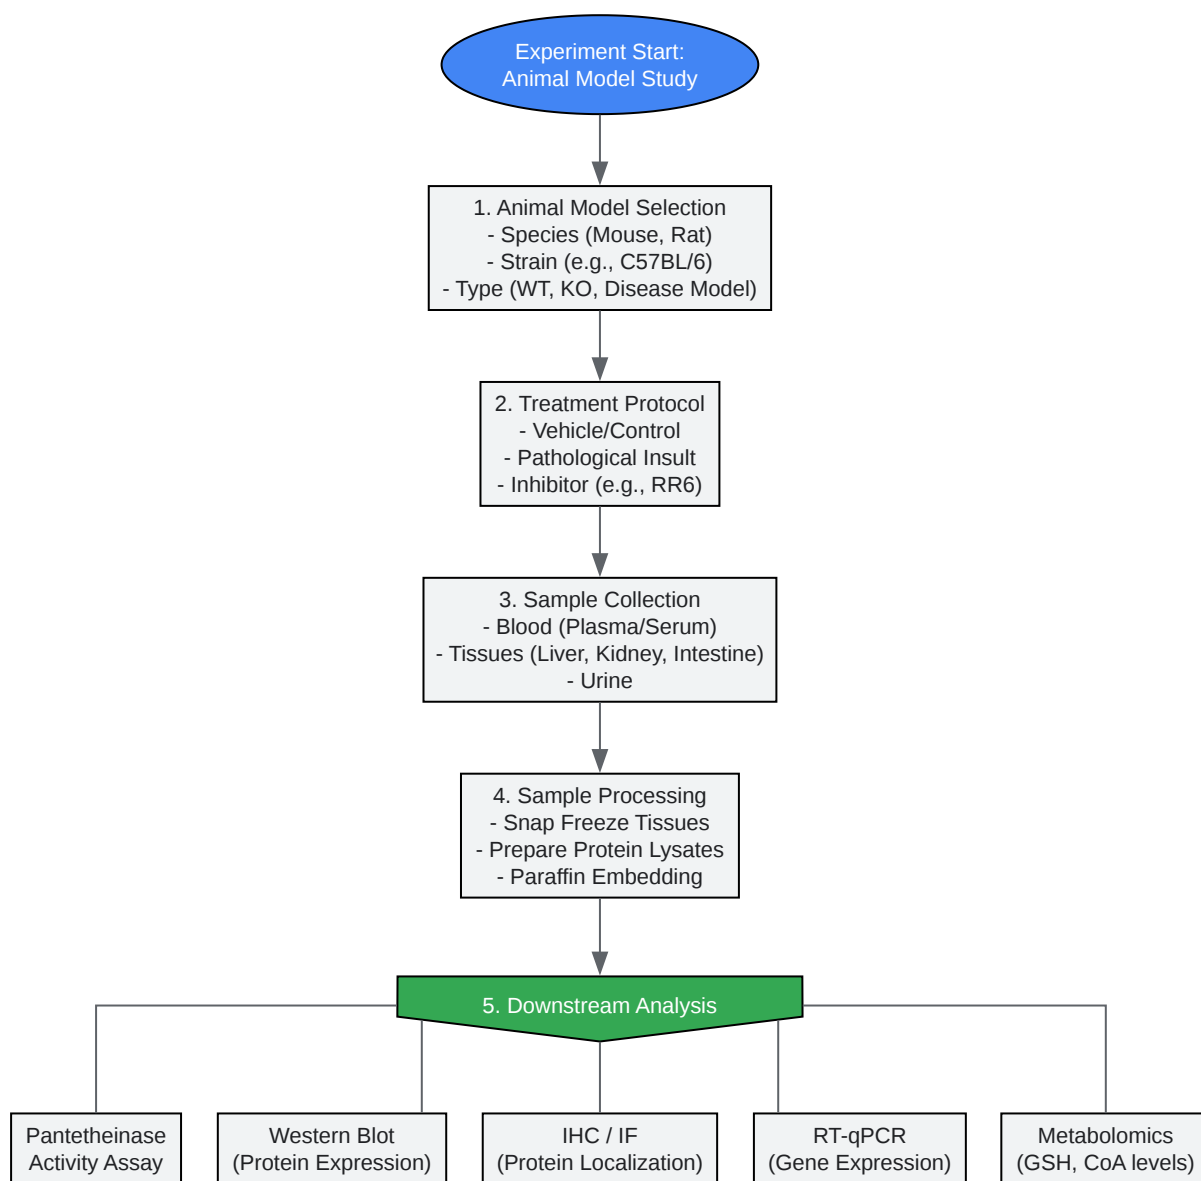 Experiment Start:
Animal Model Study
1. Animal Model Selection
- Species (Mouse, Rat)
- Strain (e.g., C57BL/6)
- Type (WT, KO, Disease Model)
2. Treatment Protocol
- Vehicle/Control
- Pathological Insult
- Inhibitor (e.g., RR6)
3. Sample Collection
- Blood (Plasma/Serum)
- Tissues (Liver, Kidney, Intestine)
- Urine
4. Sample Processing
- Snap Freeze Tissues
- Prepare Protein Lysates
- Paraffin Embedding
5. Downstream Analysis
Pantetheinase
Activity Assay
Western Blot
(Protein Expression)
IHC / IF
(Protein Localization)
RT-qPCR
(Gene Expression)
Metabolomics
(GSH, CoA levels)